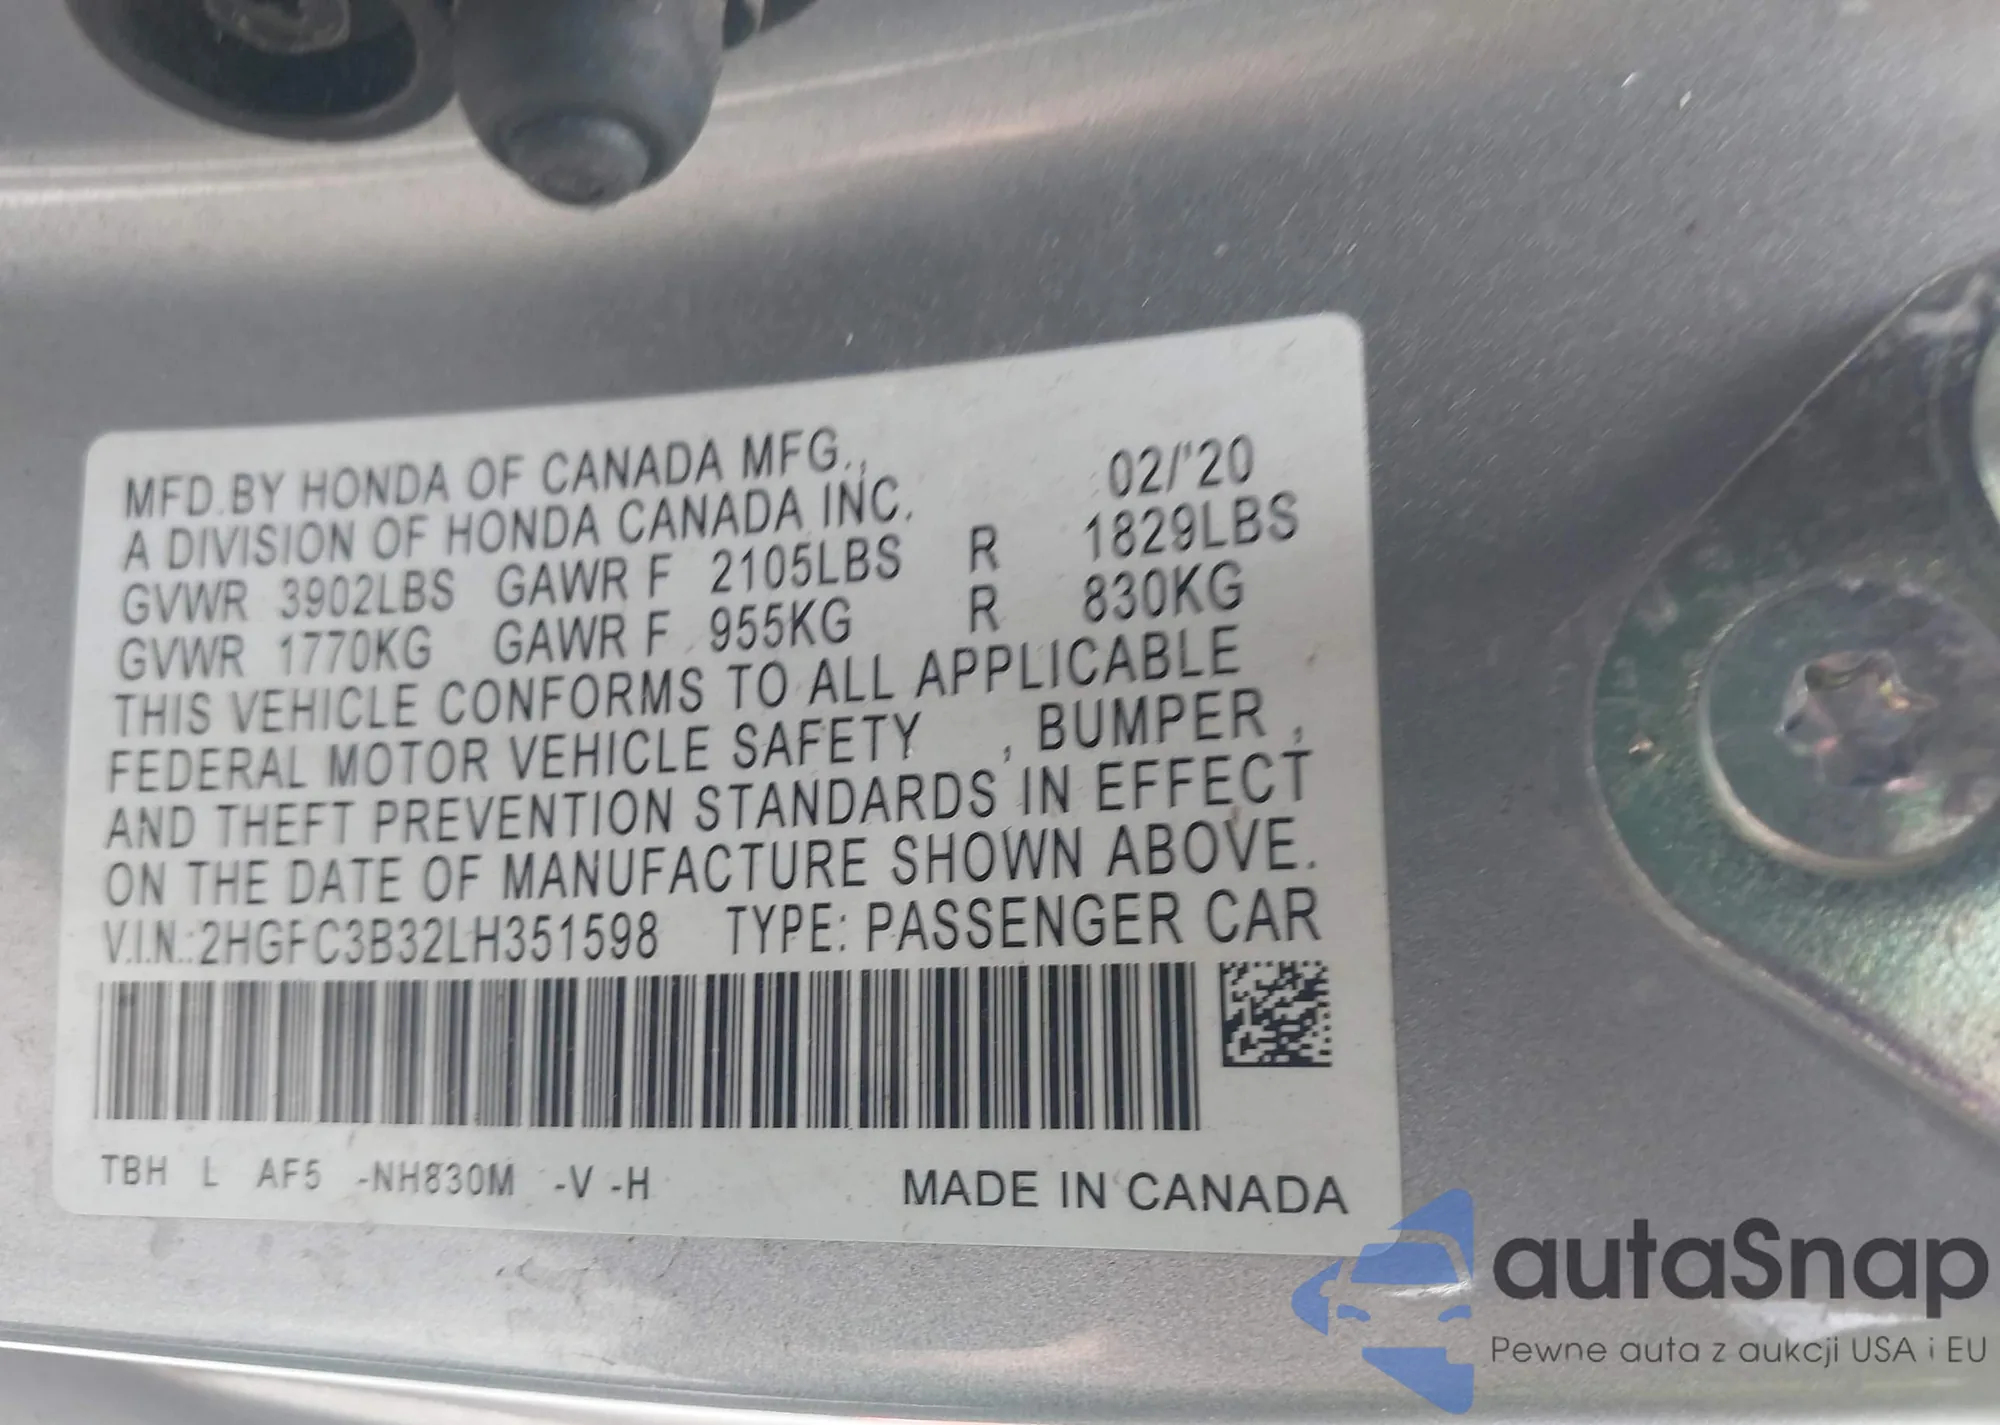 MFD.BY HONDA OF CANADA MFG., 02/'20
A DIVISION OF HONDA CANADA INC.
GVWR 3902LBS GAWR F 2105LBS R 1829LBS
GVWR 1770KG GAWR F 955KG R 830KG
THIS VEHICLE CONFORMS TO ALL APPLICABLE
FEDERAL MOTOR VEHICLE SAFETY , BUMPER ,
AND THEFT PREVENTION STANDARDS IN EFFECT
ON THE DATE OF MANUFACTURE SHOWN ABOVE.
V.I.N.:2HGFC3B32LH351598 TYPE: PASSENGER CAR
TBH L AF5 -NH830M -V -H MADE IN CANADA
autaSnap
Pewne auta z aukcji USA i EU